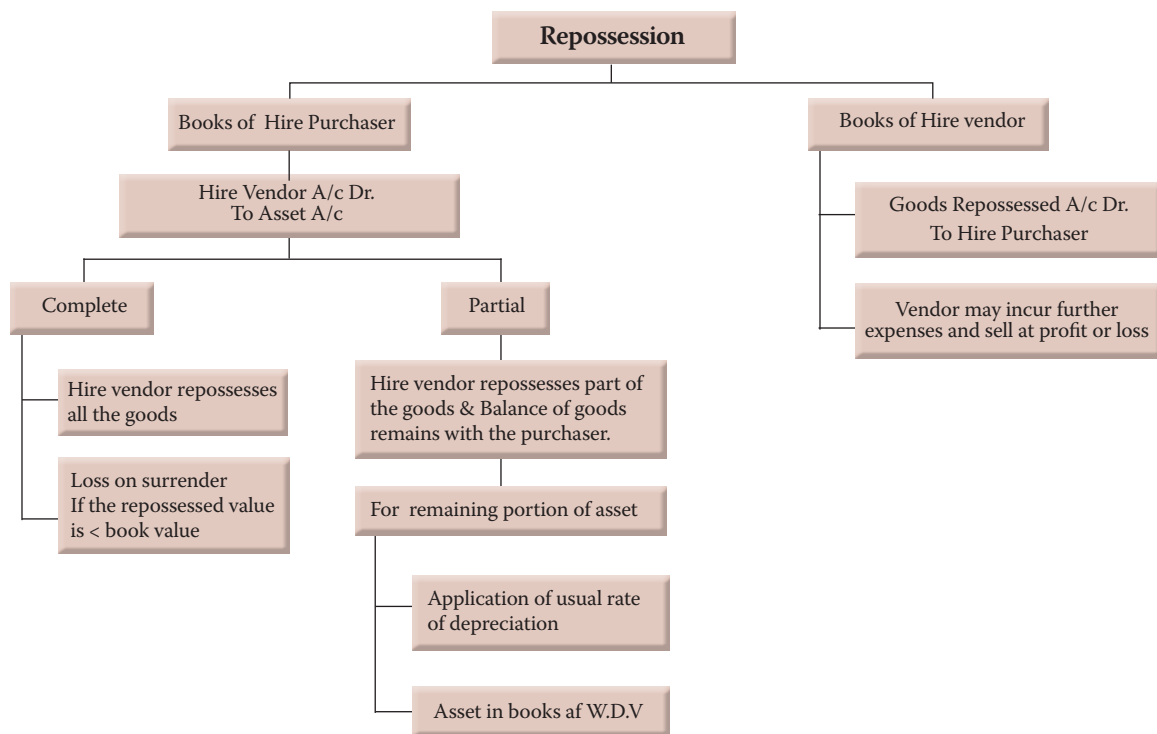 Repossession
Books of Hire Purchaser
Books of Hire vendor
Hire Vendor A/c Dr.
To Asset A/c
Goods Repossessed A/c Dr.
To Hire Purchaser
Vendor may incur further
expenses and sell at profit or loss
Complete
Partial
Hire vendor repossesses
all the goods
Loss on surrender
If the repossessed value
is < book value
Hire vendor repossesses part of
the goods & Balance of goods
remains with the purchaser.
For remaining portion of asset
Application of usual rate
of depreciation
Asset in books af W.D.V